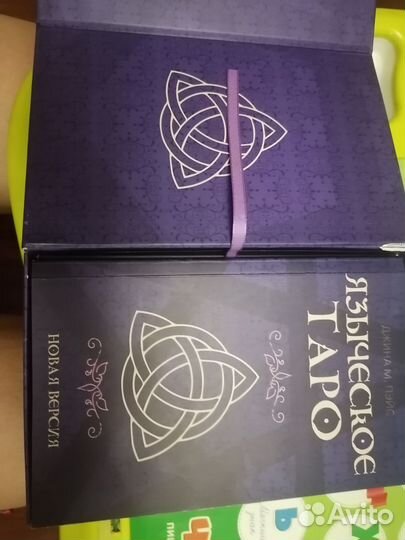 ДЖИНА М. ПЭЙС
ЯЗЫЧЕСКОЕ
ТАРО
НОВАЯ ВЕРСИЯ
Ь
Х
Ч
Avito